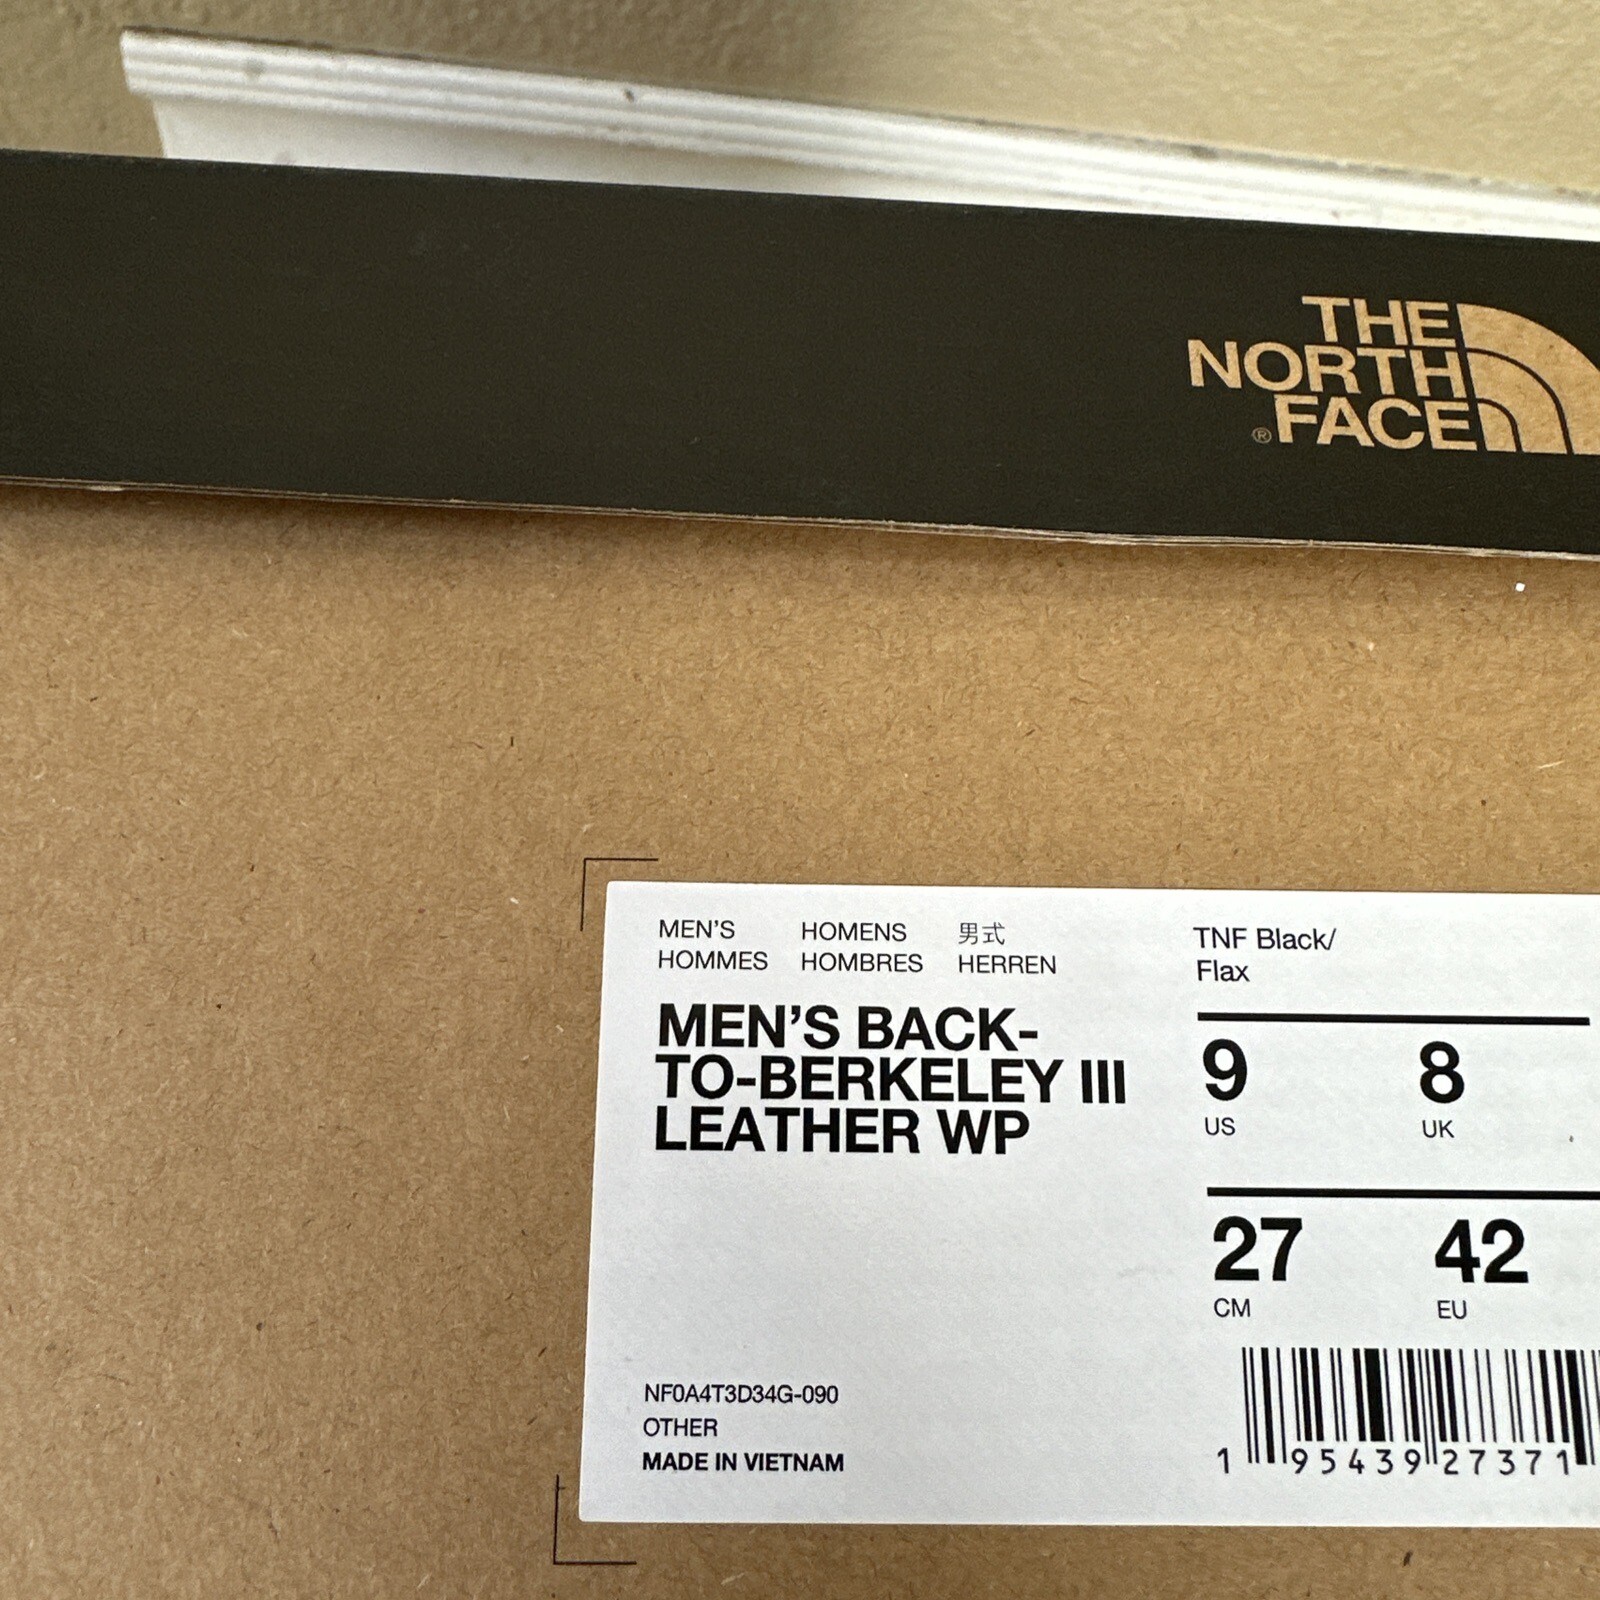 THE
NORTH
FACE
®
MEN'S HOMENS 男式
HOMMES HOMBRES HERREN
MEN'S BACK-
TO-BERKELEY III
LEATHER WP
NF0A4T3D34G-090
OTHER
MADE IN VIETNAM
TNF Black/
Flax
9 8
US UK
27 42
CM EU
1 95439 27371